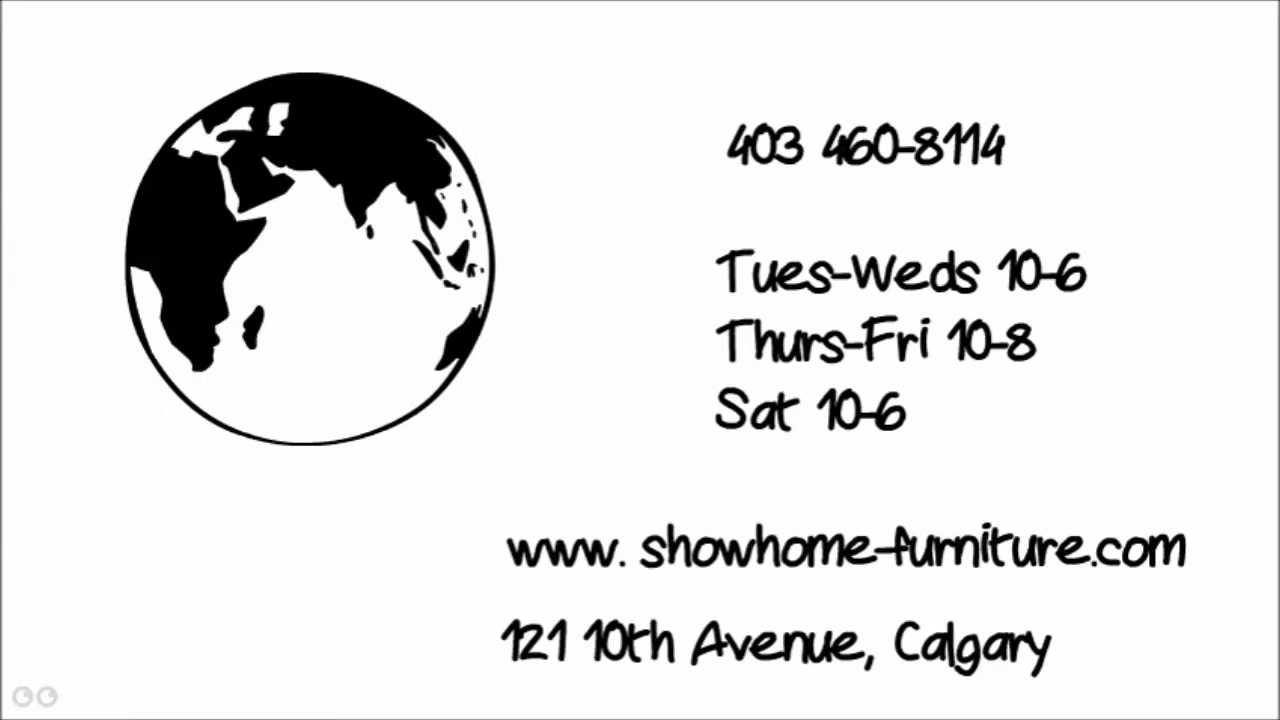 403 460-8114
Tues-Weds 10-6
Thurs-Fri 10-8
Sat 10-6
www. showhome-furniture.com
121 10th Avenue, Calgary